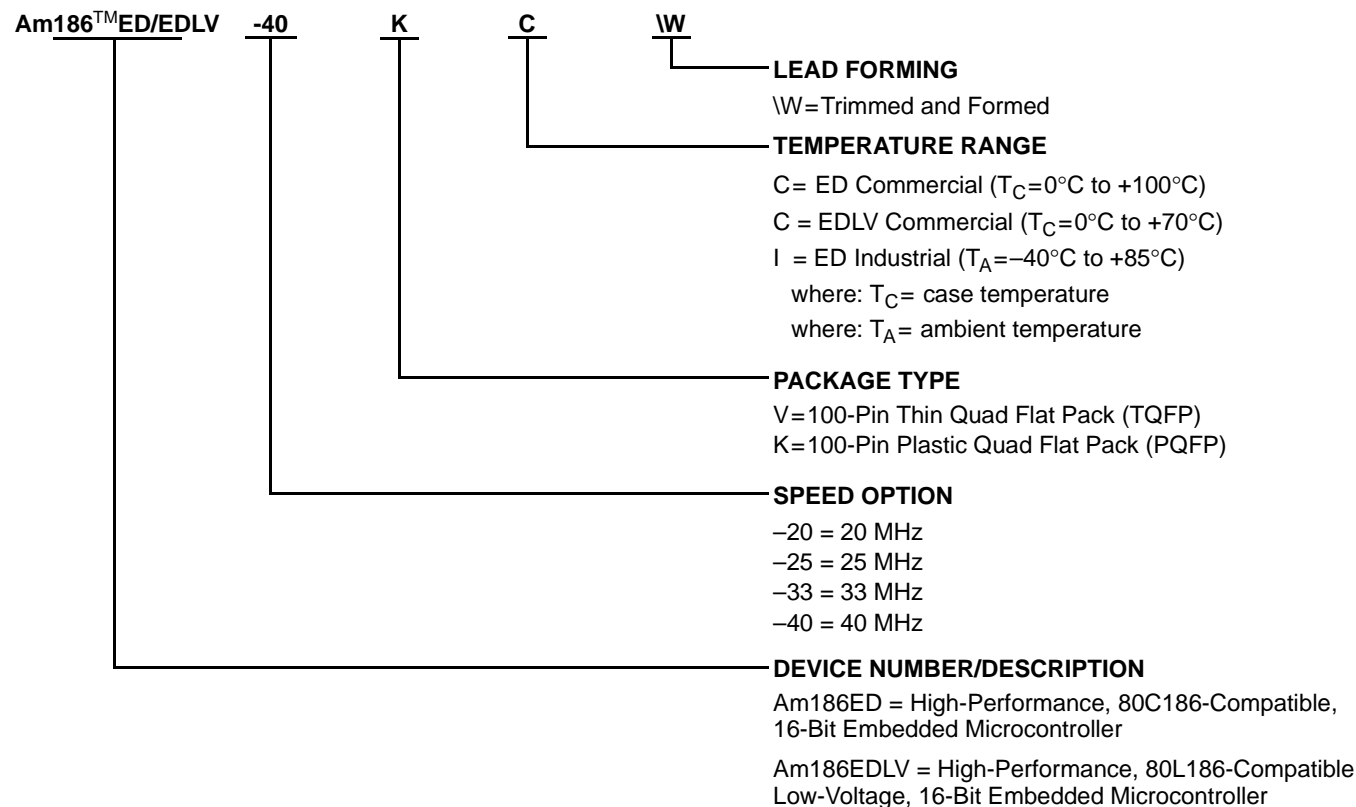 Am186™ED/EDLV -40 K C \W
LEAD FORMING
\W=Trimmed and Formed
TEMPERATURE RANGE
C= ED Commercial (TC=0°C to +100°C)
C = EDLV Commercial (TC=0°C to +70°C)
I = ED Industrial (TA=–40°C to +85°C)
where: TC= case temperature
where: TA= ambient temperature
PACKAGE TYPE
V=100-Pin Thin Quad Flat Pack (TQFP)
K=100-Pin Plastic Quad Flat Pack (PQFP)
SPEED OPTION
–20 = 20 MHz
–25 = 25 MHz
–33 = 33 MHz
–40 = 40 MHz
DEVICE NUMBER/DESCRIPTION
Am186ED = High-Performance, 80C186-Compatible,
16-Bit Embedded Microcontroller
Am186EDLV = High-Performance, 80L186-Compatible
Low-Voltage, 16-Bit Embedded Microcontroller